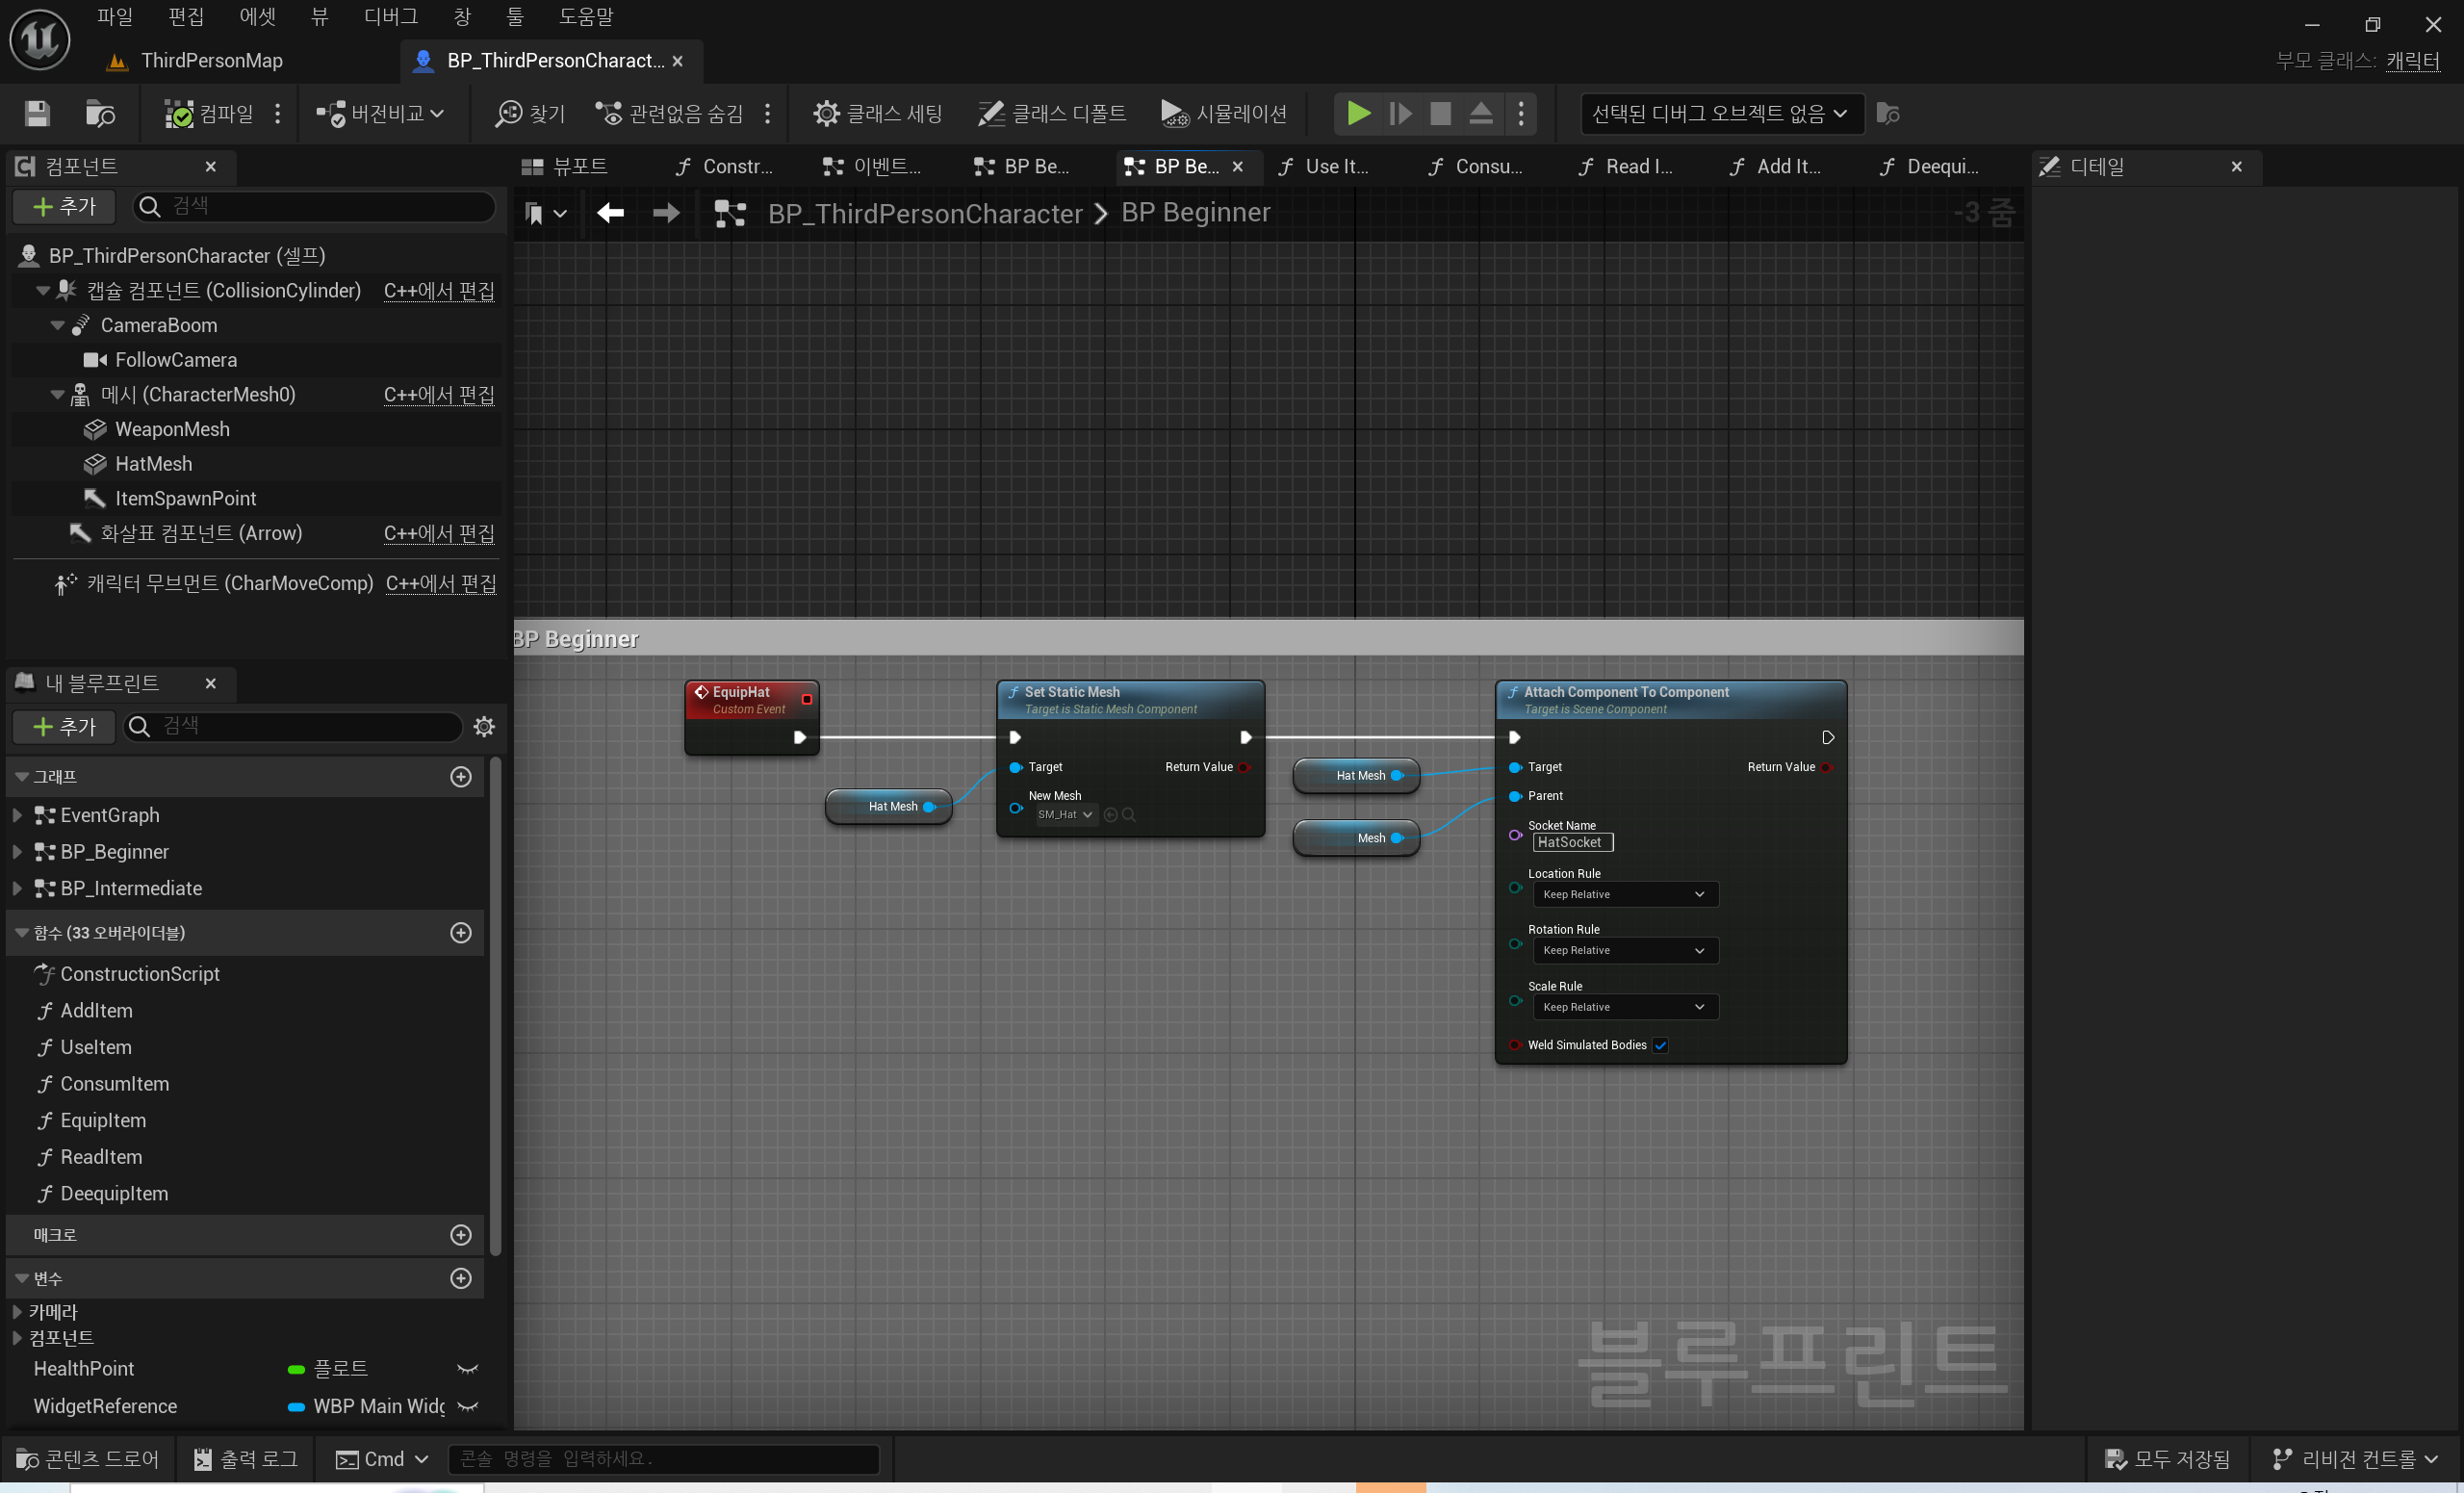 파일 편집 에셋 뷰 디버그 창 툴 도움말
ThirdPersonMap
BP_ThirdPersonCharact...
부모 클래스: 캐릭터
컴파일
버전비교
찾기
관련없음 숨김
클래스 세팅
클래스 디폴트
시뮬레이션
선택된 디버그 오브젝트 없음
컴포넌트
추가
검색
BP_ThirdPersonCharacter (셀프)
캡슐 컴포넌트 (CollisionCylinder) C++에서 편집
CameraBoom
FollowCamera
메시 (CharacterMesh0) C++에서 편집
WeaponMesh
HatMesh
ItemSpawnPoint
화살표 컴포넌트 (Arrow) C++에서 편집
캐릭터 무브먼트 (CharMoveComp) C++에서 편집
내 블루프린트
추가
검색
그래프
EventGraph
BP_Beginner
BP_Intermediate
함수 (33 오버라이더블)
ConstructionScript
AddItem
UseItem
ConsumItem
EquipItem
ReadItem
DeequipItem
매크로
변수
카메라
컴포넌트
HealthPoint 플로트
WidgetReference WBP Main Widg
뷰포트
Constr...
이벤트...
BP Be...
BP Be...
Use It...
Consu...
Read I...
Add It...
Deequi...
BP_ThirdPersonCharacter > BP Beginner
-3 줌
BP Beginner
EquipHat
Custom Event
Hat Mesh
Set Static Mesh
Target is Static Mesh Component
Target Return Value
New Mesh
SM_Hat
Hat Mesh
Mesh
Attach Component To Component
Target is Scene Component
Target Return Value
Parent
Socket Name
HatSocket
Location Rule
Keep Relative
Rotation Rule
Keep Relative
Scale Rule
Keep Relative
Weld Simulated Bodies
블루프린트
디테일
콘텐츠 드로어
출력 로그
Cmd
콘솔 명령을 입력하세요.
모두 저장됨
리비전 컨트롤